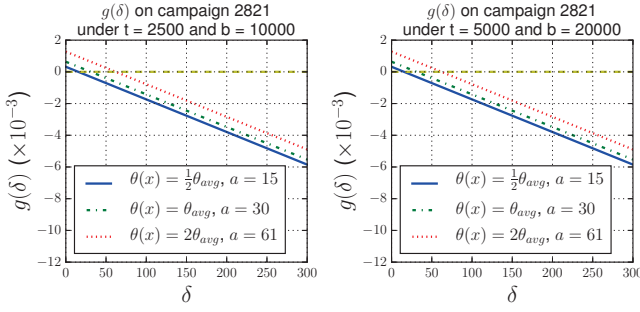 g(δ) on campaign 2821
under t = 2500 and b = 10000
g(δ) (×10⁻³)
2
0
−2
−4
−6
−8
−10
−12
θ(x) = ½θ_avg, a = 15
θ(x) = θ_avg, a = 30
θ(x) = 2θ_avg, a = 61
0 50 100 150 200 250 300
δ
g(δ) on campaign 2821
under t = 5000 and b = 20000
g(δ) (×10⁻³)
2
0
−2
−4
−6
−8
−10
−12
θ(x) = ½θ_avg, a = 15
θ(x) = θ_avg, a = 30
θ(x) = 2θ_avg, a = 61
0 50 100 150 200 250 300
δ